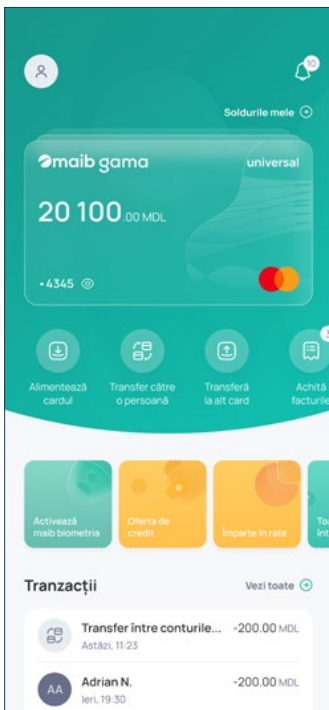 10
Soldurile mele
maib gama
universal
20 100.00 MDL
•4345
Alimentează
cardul
Transfer către
o persoană
Transferă
la alt card
Achită
facturile
Activează
maib biometria
Oferta de
credit
Împarte în rate
Tranzacții
Vezi toate
Transfer între conturile... -200.00 MDL
Astăzi, 11:23
AA
Adrian N. -200.00 MDL
Ieri, 19:30